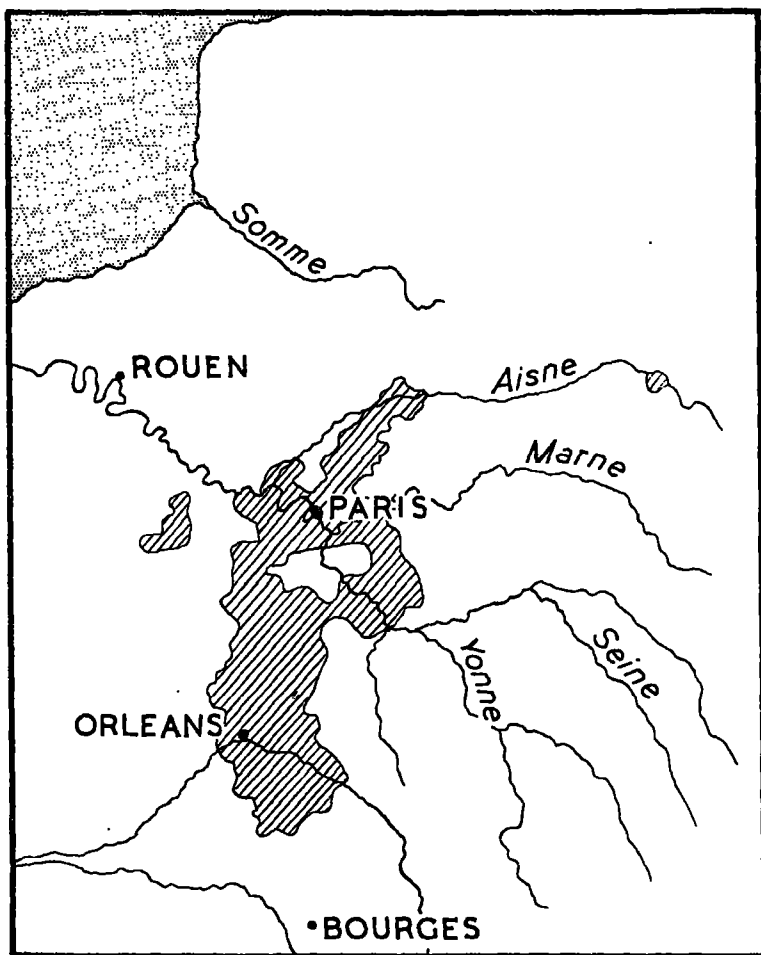 Somme
ROUEN
Aisne
Marne
PARIS
Seine
Yonne
ORLEANS
BOURGES